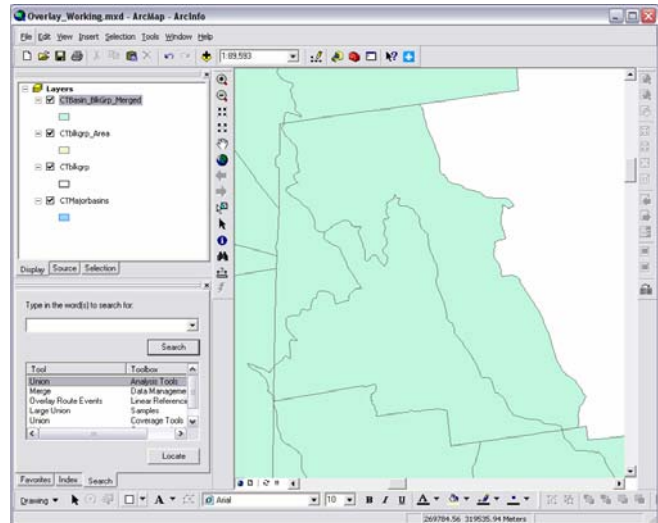 Overlay_Working.mxd - ArcMap - ArcInfo
File Edit View Insert Selection Tools Window Help
1:89,593
Layers
CTBasin_BlkGrp_Merged
CTblkgrp_Area
CTblkgrp
CTMajorbasins
Display Source Selection
Type in the word(s) to search for:
Search
Tool Toolbox
Union Analysis Tools
Merge Data Manageme
Overlay Route Events Linear Reference
Large Union Samples
Union Coverage Tools
Locate
Favorites Index Search
Drawing Arial 10 B I U A
269784.56 319535.94 Meters